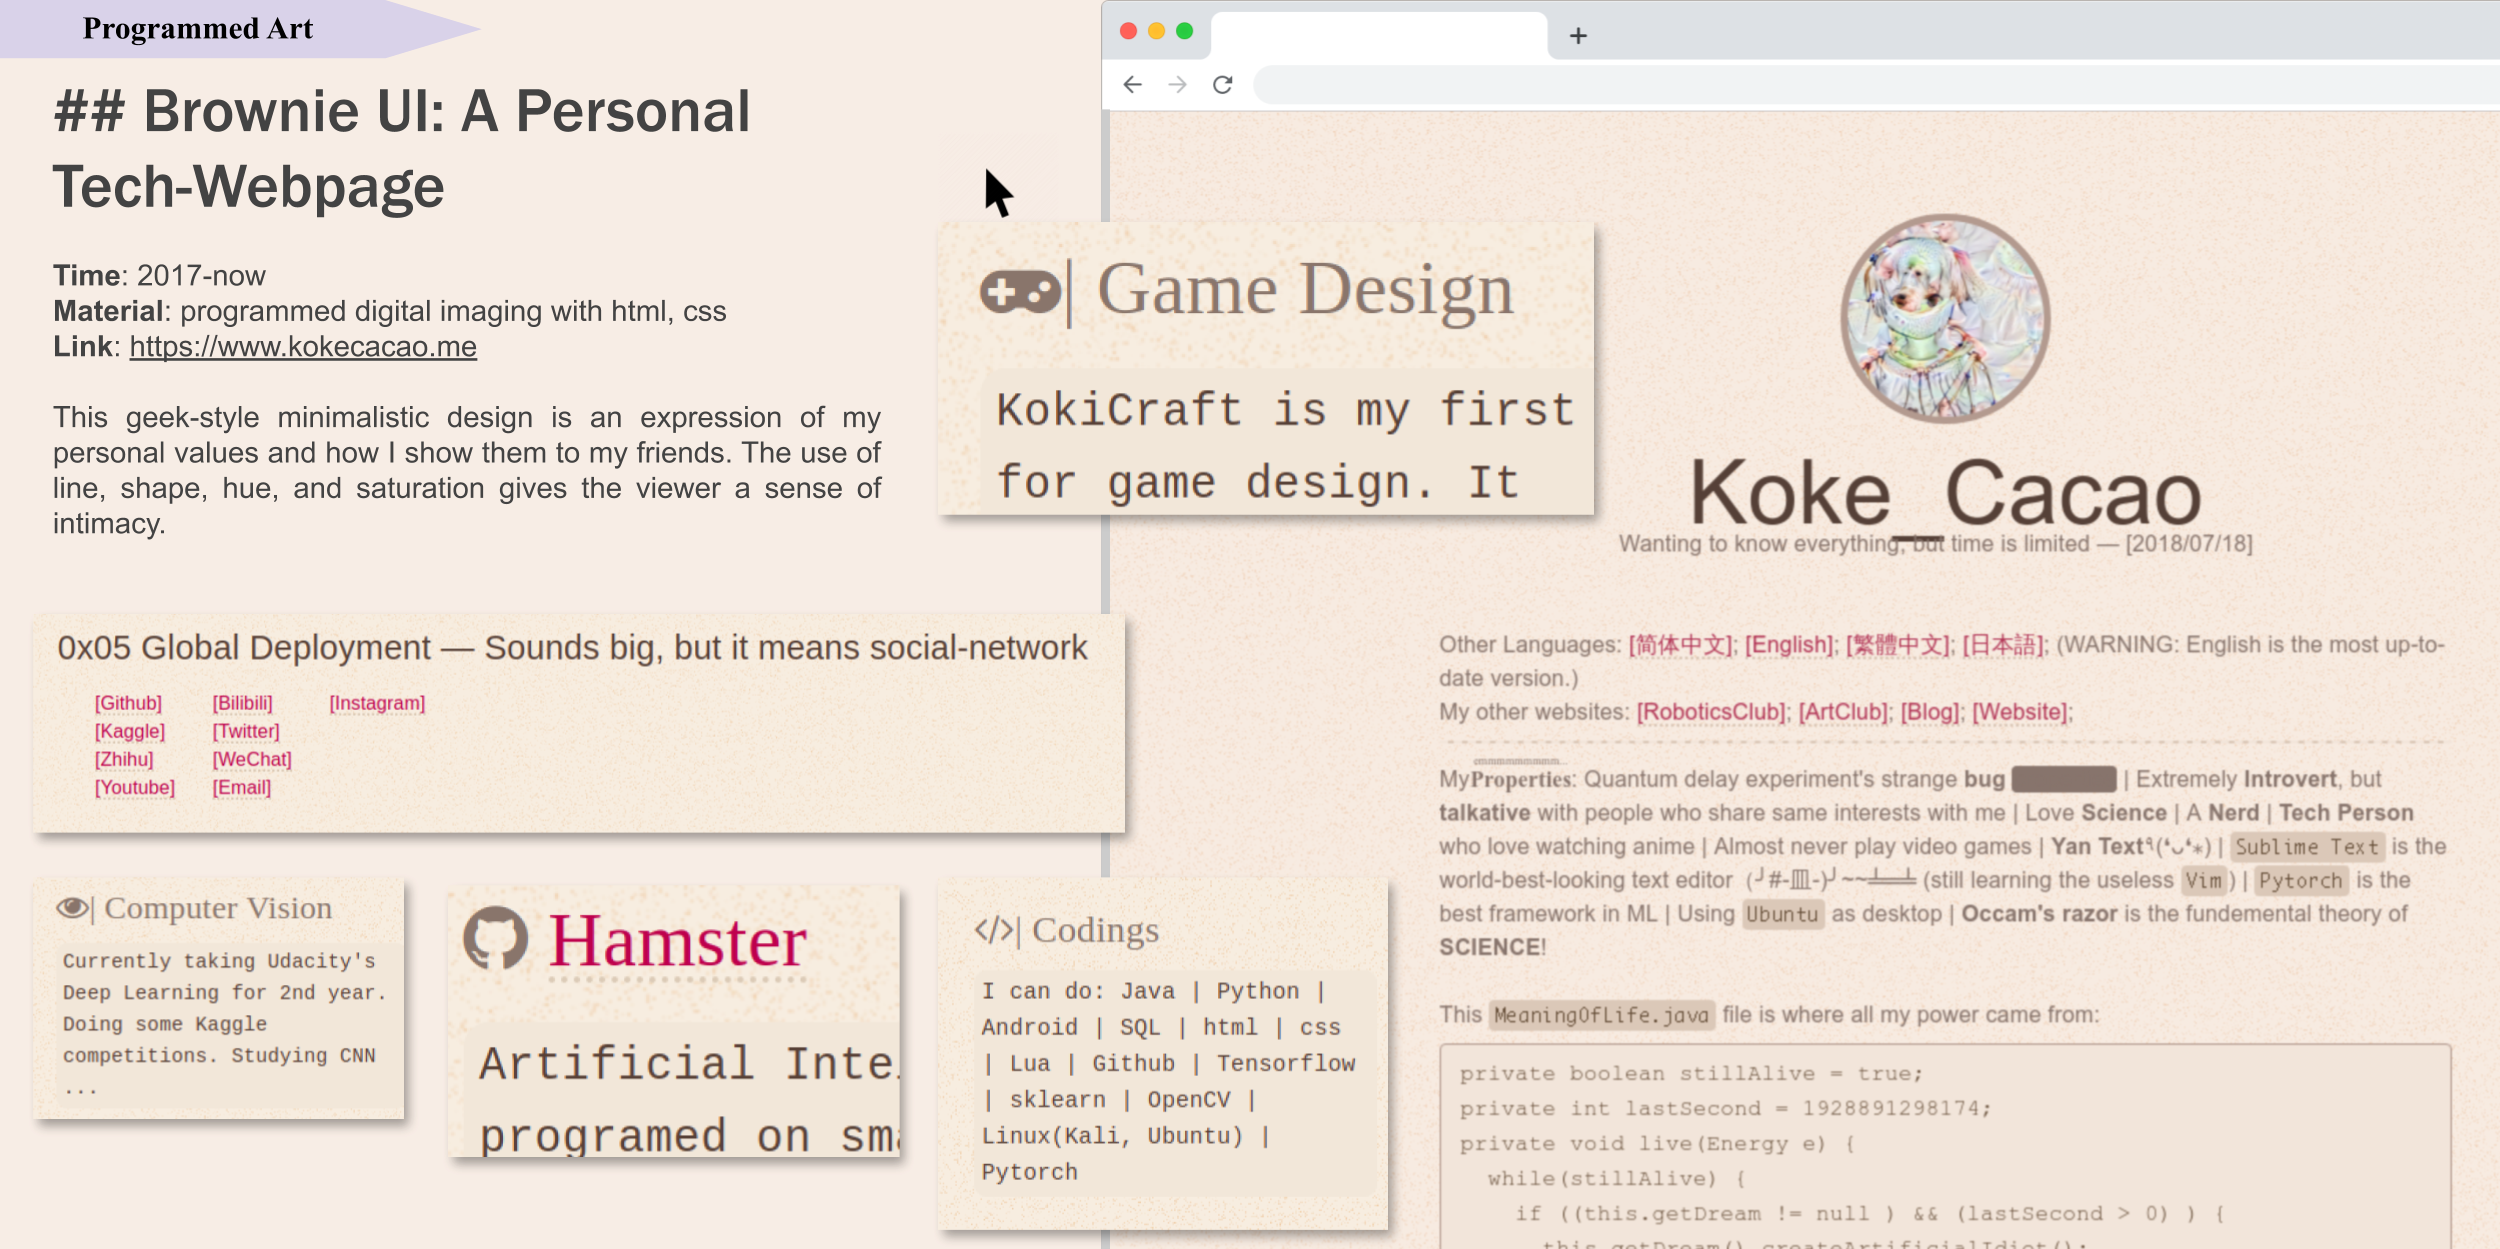 Programmed Art
## Brownie UI: A Personal
Tech-Webpage
Time: 2017-now
Material: programmed digital imaging with html, css
Link: https://www.kokecacao.me
This geek-style minimalistic design is an expression of my
personal values and how I show them to my friends. The use of
line, shape, hue, and saturation gives the viewer a sense of
intimacy.
| Game Design
KokiCraft is my first
for game design. It
0x05 Global Deployment — Sounds big, but it means social-network
[Github] [Bilibili] [Instagram]
[Kaggle] [Twitter]
[Zhihu] [WeChat]
[Youtube] [Email]
| Computer Vision
Currently taking Udacity's
Deep Learning for 2nd year.
Doing some Kaggle
competitions. Studying CNN
...
Hamster
Artificial Inte
programed on sma
</>| Codings
I can do: Java | Python |
Android | SQL | html | css
| Lua | Github | Tensorflow
| sklearn | OpenCV |
Linux(Kali, Ubuntu) |
Pytorch
Koke_Cacao
Wanting to know everything, but time is limited — [2018/07/18]
Other Languages: [简体中文]; [English]; [繁體中文]; [日本語]; (WARNING: English is the most up-to-
date version.)
My other websites: [RoboticsClub]; [ArtClub]; [Blog]; [Website];
My Properties: Quantum delay experiment's strange bug | Extremely Introvert, but
talkative with people who share same interests with me | Love Science | A Nerd | Tech Person
who love watching anime | Almost never play video games | Yan Text | Sublime Text is the
world-best-looking text editor (╯#-皿-)╯~~╧═╧ (still learning the useless Vim) | Pytorch is the
best framework in ML | Using Ubuntu as desktop | Occam's razor is the fundemental theory of
SCIENCE!
This MeaningOfLife.java file is where all my power came from:
private boolean stillAlive = true;
private int lastSecond = 1928891298174;
private void live(Energy e) {
while(stillAlive) {
if ((this.getDream != null ) && (lastSecond > 0) ) {
this.getDream().createArtificialIdiot();